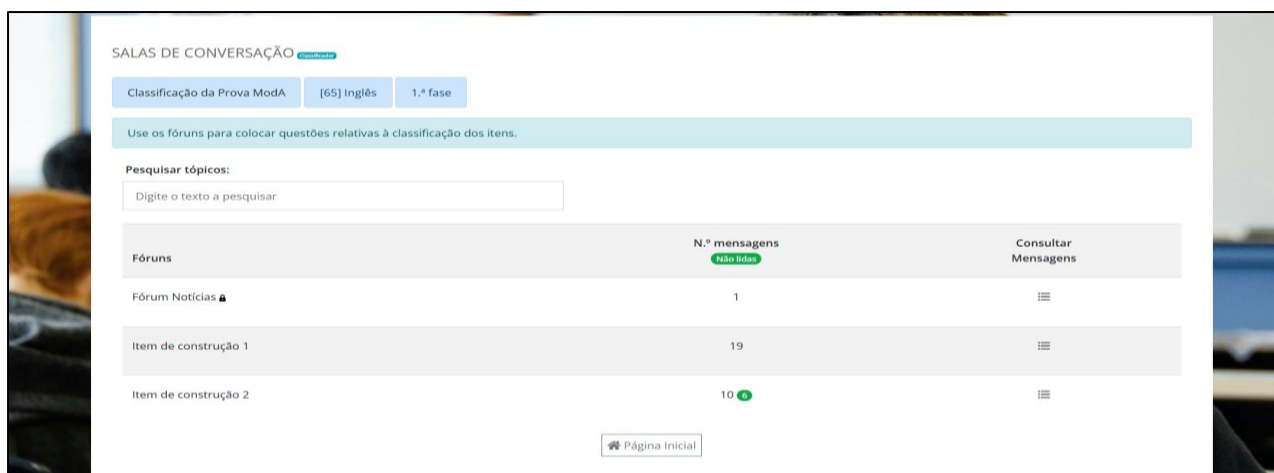 SALAS DE CONVERSAÇÃO Classificador
Classificação da Prova ModA [65] Inglês 1.ª fase
Use os fóruns para colocar questões relativas à classificação dos itens.
Pesquisar tópicos:
Digite o texto a pesquisar
Fóruns N.º mensagens Não lidas Consultar Mensagens
Fórum Notícias 1
Item de construção 1 19
Item de construção 2 10 6
Página Inicial